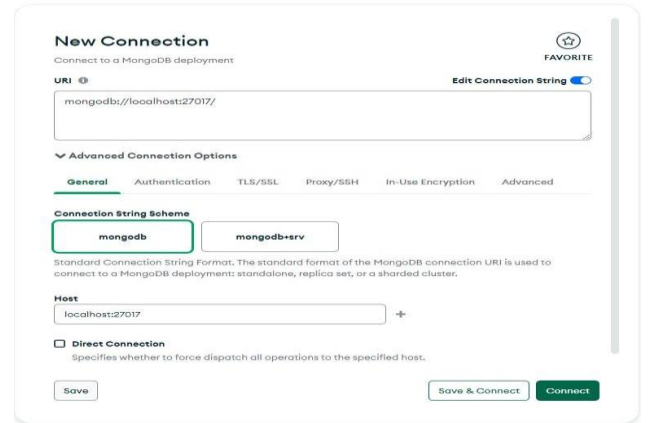 New Connection
FAVORITE
Connect to a MongoDB deployment
URI
Edit Connection String
mongodb://localhost:27017/
Advanced Connection Options
General Authentication TLS/SSL Proxy/SSH In-Use Encryption Advanced
Connection String Scheme
mongodb mongodb+srv
Standard Connection String Format. The standard format of the MongoDB connection URI is used to
connect to a MongoDB deployment: standalone, replica set, or a sharded cluster.
Host
localhost:27017
Direct Connection
Specifies whether to force dispatch all operations to the specified host.
Save Save & Connect Connect